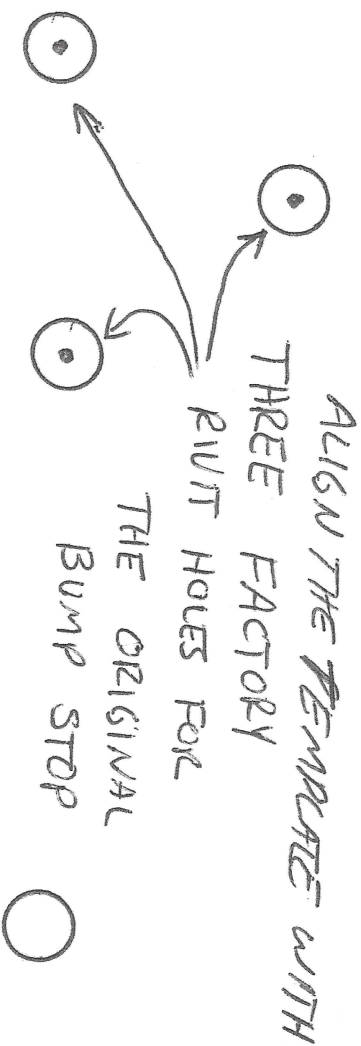 ALIGN THE TEMPLATE WITH
THREE FACTORY
RIVIT HOLES FOR
THE ORIGINAL
BUMP STOP